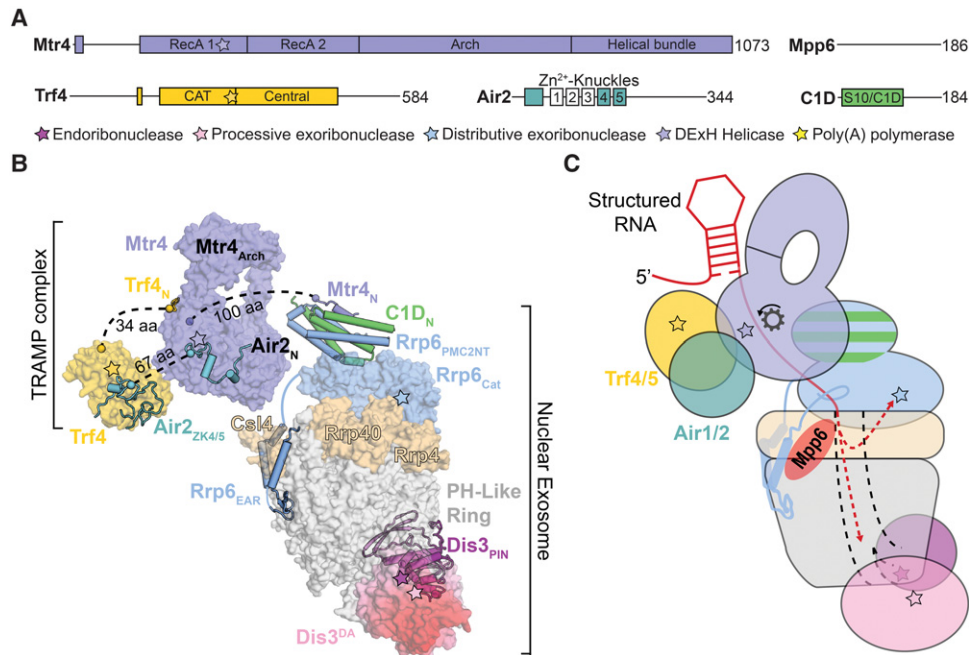 A
Mtr4 RecA 1 RecA 2 Arch Helical bundle 1073 Mpp6 186
Zn2+-Knuckles
Trf4 CAT Central 584 Air2 1 2 3 4 5 344 C1D S10/C1D 184
Endoribonuclease Processive exoribonuclease Distributive exoribonuclease DExH Helicase Poly(A) polymerase
B
TRAMP complex
Mtr4
Mtr4Arch
Trf4N
34 aa
100 aa
67 aa
Mtr4N
C1DN
Air2N
Rrp6PMC2NT
Rrp6Cat
Trf4
Air2ZK4/5
Csl4
Rrp40
Rrp4
Rrp6EAR
PH-Like
Ring
Dis3PIN
Dis3DA
Nuclear Exosome
C
Structured
RNA
5’
Trf4/5
Air1/2
Mpp6